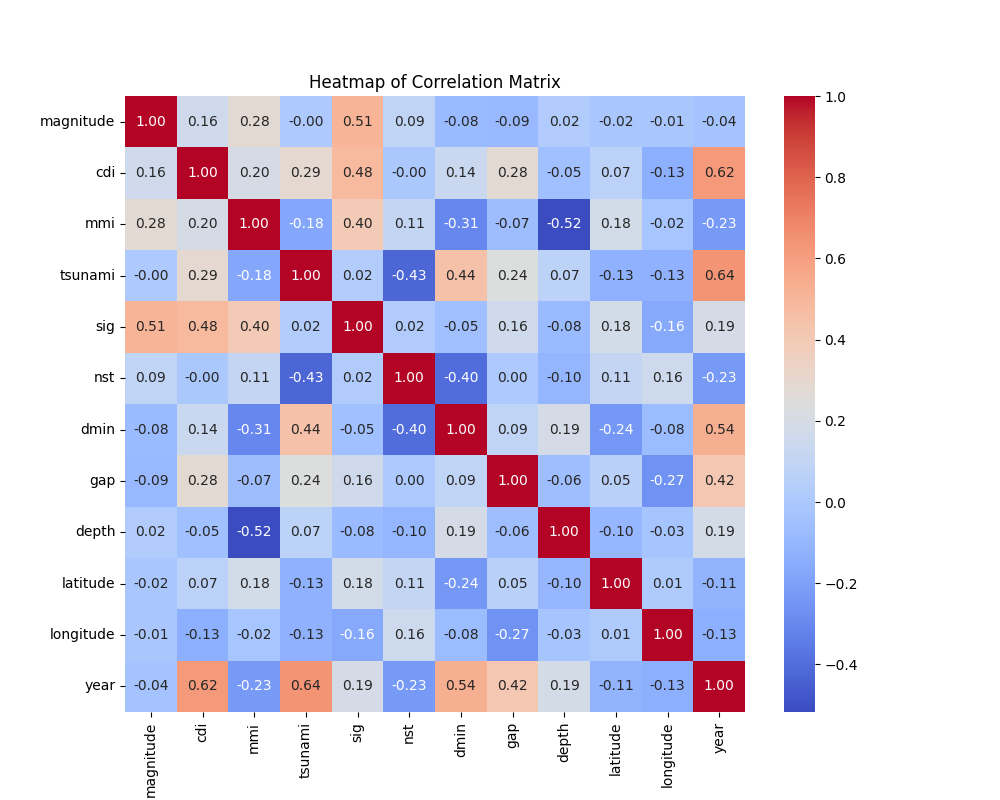 Heatmap of Correlation Matrix
magnitude 1.00 0.16 0.28 -0.00 0.51 0.09 -0.08 -0.09 0.02 -0.02 -0.01 -0.04
cdi 0.16 1.00 0.20 0.29 0.48 -0.00 0.14 0.28 -0.05 0.07 -0.13 0.62
mmi 0.28 0.20 1.00 -0.18 0.40 0.11 -0.31 -0.07 -0.52 0.18 -0.02 -0.23
tsunami -0.00 0.29 -0.18 1.00 0.02 -0.43 0.44 0.24 0.07 -0.13 -0.13 0.64
sig 0.51 0.48 0.40 0.02 1.00 0.02 -0.05 0.16 -0.08 0.18 -0.16 0.19
nst 0.09 -0.00 0.11 -0.43 0.02 1.00 -0.40 0.00 -0.10 0.11 0.16 -0.23
dmin -0.08 0.14 -0.31 0.44 -0.05 -0.40 1.00 0.09 0.19 -0.24 -0.08 0.54
gap -0.09 0.28 -0.07 0.24 0.16 0.00 0.09 1.00 -0.06 0.05 -0.27 0.42
depth 0.02 -0.05 -0.52 0.07 -0.08 -0.10 0.19 -0.06 1.00 -0.10 -0.03 0.19
latitude -0.02 0.07 0.18 -0.13 0.18 0.11 -0.24 0.05 -0.10 1.00 0.01 -0.11
longitude -0.01 -0.13 -0.02 -0.13 -0.16 0.16 -0.08 -0.27 -0.03 0.01 1.00 -0.13
year -0.04 0.62 -0.23 0.64 0.19 -0.23 0.54 0.42 0.19 -0.11 -0.13 1.00
magnitude cdi mmi tsunami sig nst dmin gap depth latitude longitude year
1.0
0.8
0.6
0.4
0.2
0.0
−0.2
−0.4